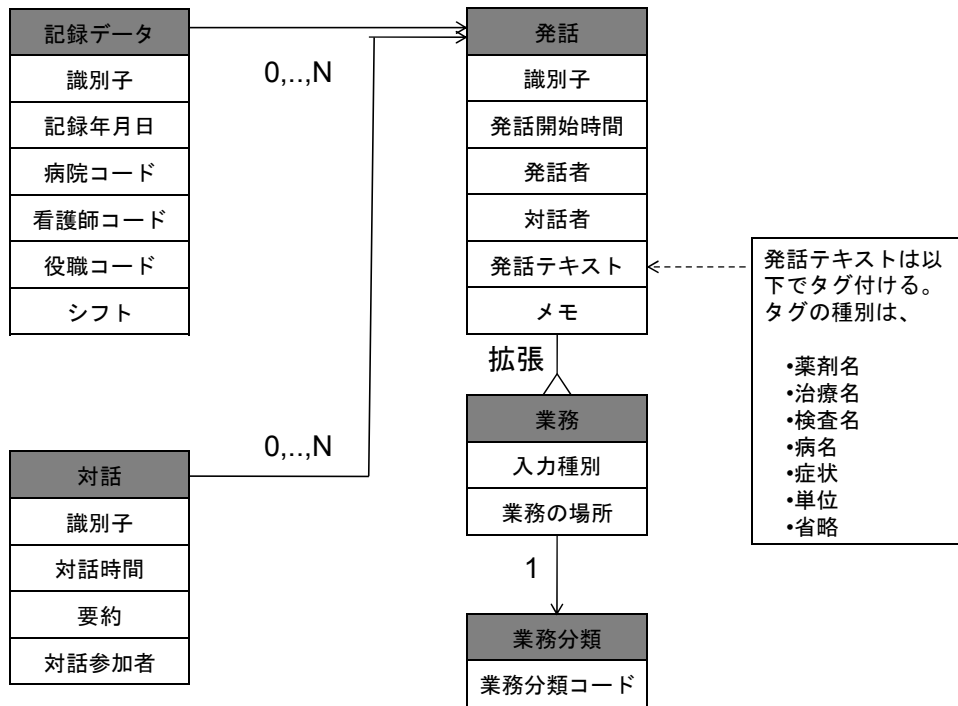 記録データ
識別子
記録年月日
病院コード
看護師コード
役職コード
シフト
0,..,N
発話
識別子
発話開始時間
発話者
対話者
発話テキスト
メモ
発話テキストは以
下でタグ付ける。
タグの種別は、
•薬剤名
•治療名
•検査名
•病名
•症状
•単位
•省略
拡張
業務
入力種別
業務の場所
0,..,N
対話
識別子
対話時間
要約
対話参加者
1
業務分類
業務分類コード